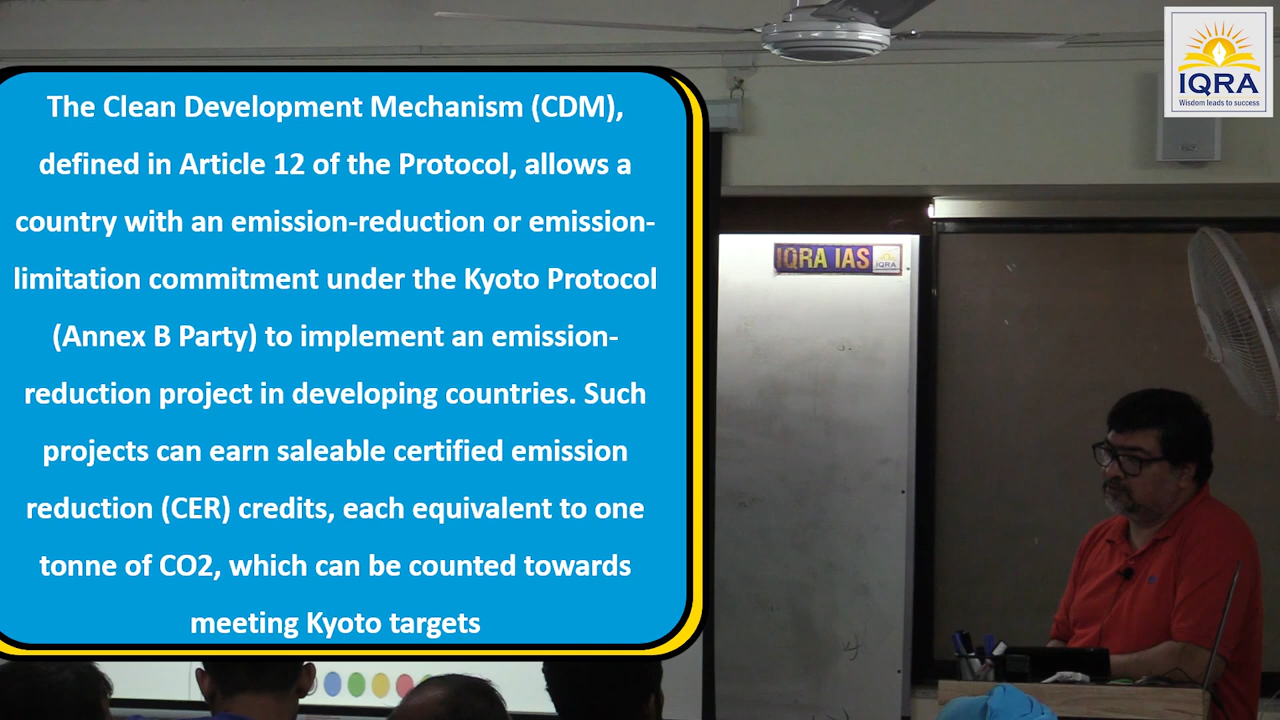 The Clean Development Mechanism (CDM),
defined in Article 12 of the Protocol, allows a
country with an emission-reduction or emission-
limitation commitment under the Kyoto Protocol
(Annex B Party) to implement an emission-
reduction project in developing countries. Such
projects can earn saleable certified emission
reduction (CER) credits, each equivalent to one
tonne of CO2, which can be counted towards
meeting Kyoto targets
IQRA
Wisdom leads to success
IQRA IAS
IQRA